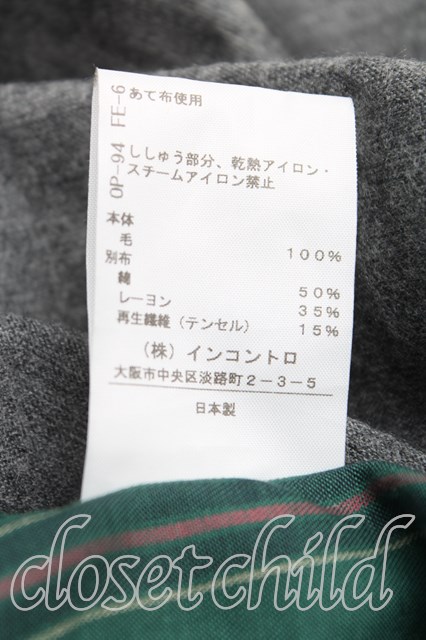 OP-94 FE-6
あて布使用
ししゅう部分、乾熱アイロン・
スチームアイロン禁止
本体
毛 100%
別布
綿 50%
レーヨン 35%
再生繊維（テンセル） 15%
（株）インコントロ
大阪市中央区淡路町2-3-5
日本製
closet child